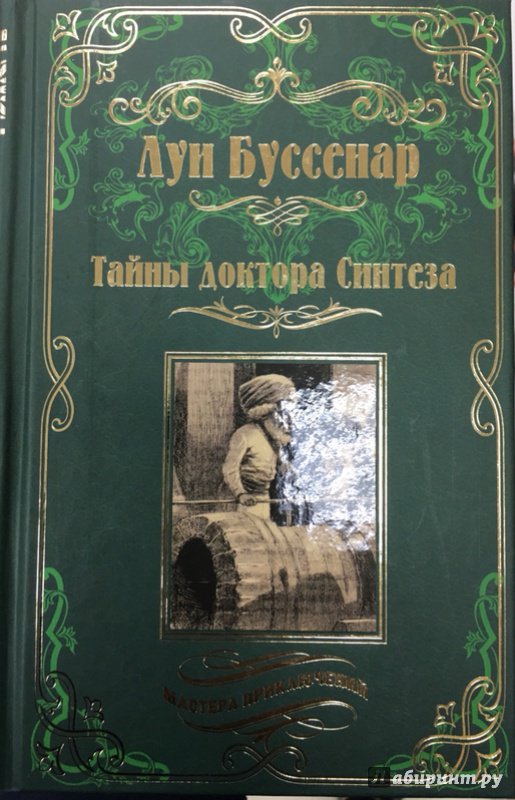 Луи Буссенар
Тайны доктора Синтеза
МАСТЕРА ПРИКЛЮЧЕНИЙ
Лабиринт.ру